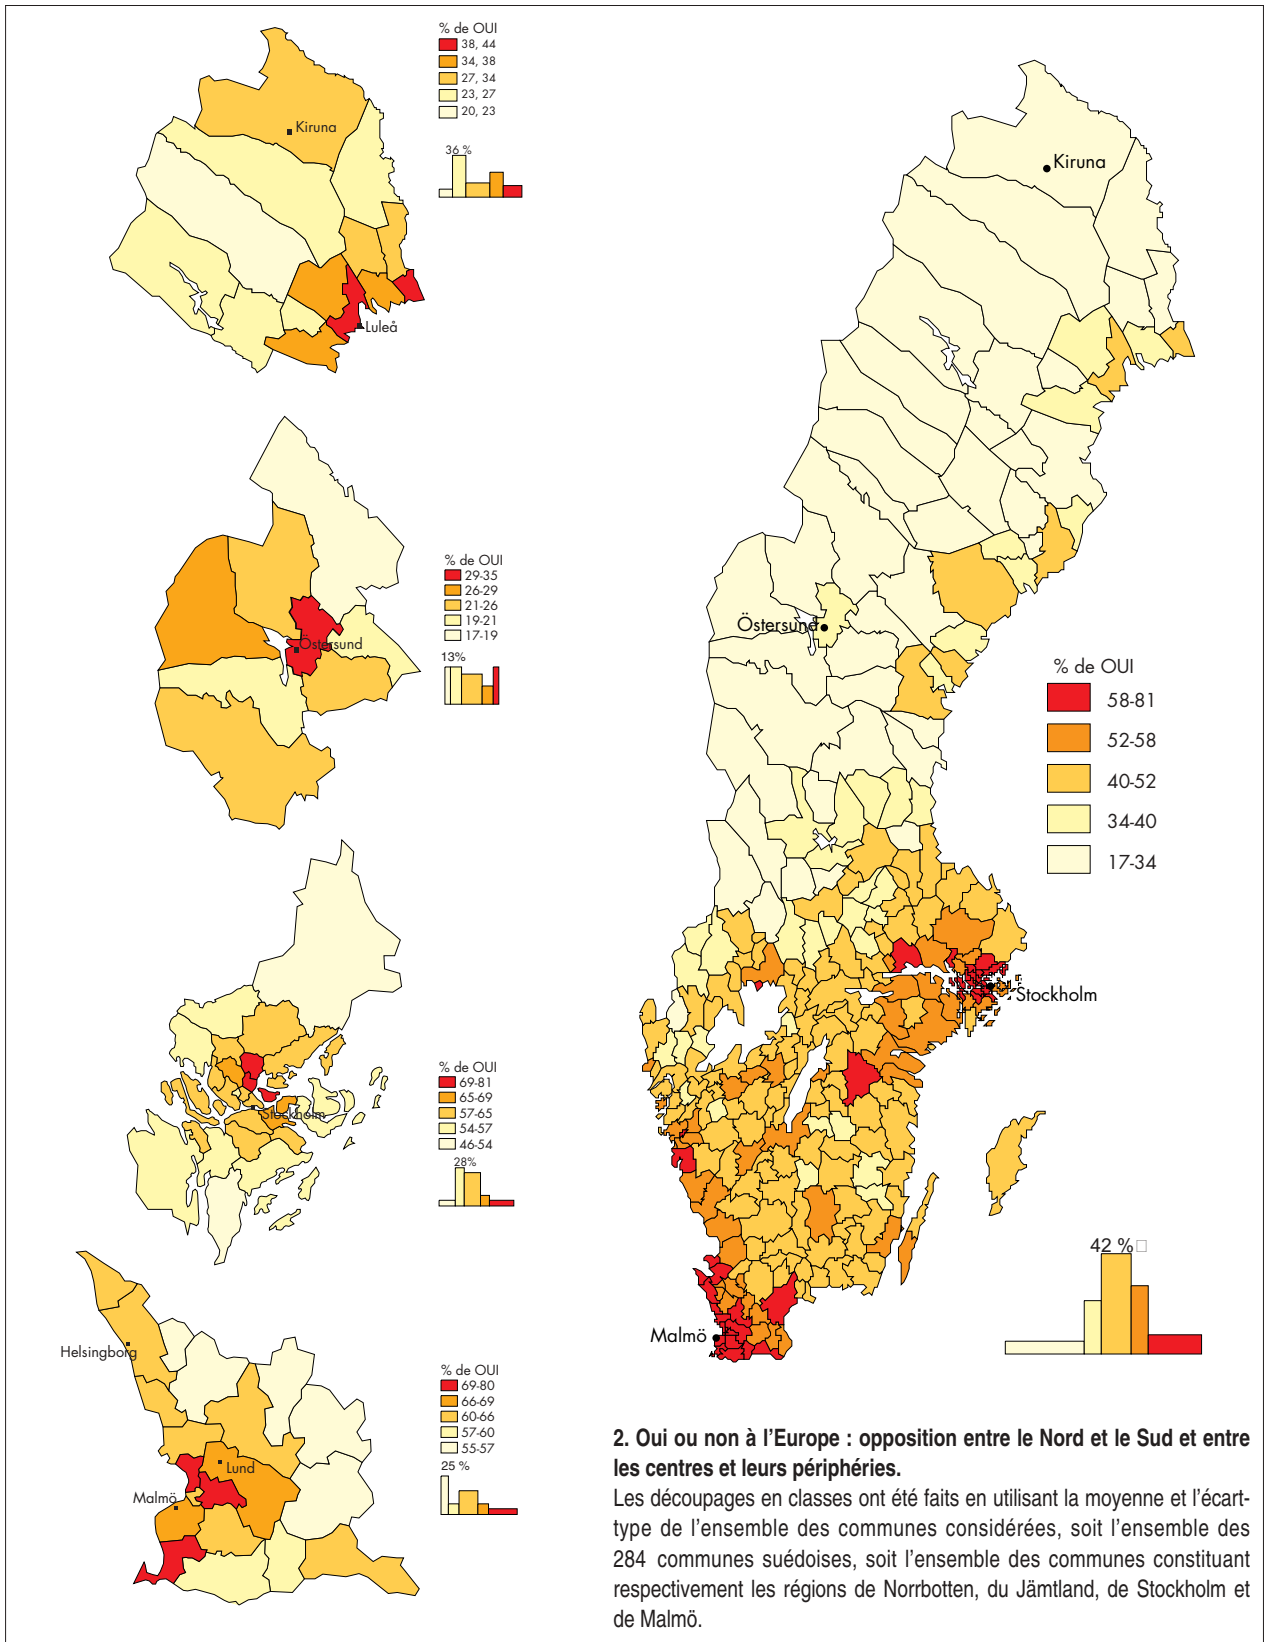 % de OUI
38, 44
34, 38
27, 34
23, 27
20, 23
36 %
Kiruna
Luleå
% de OUI
29-35
26-29
21-26
19-21
17-19
13%
Östersund
% de OUI
69-81
65-69
57-65
54-57
46-54
28%
Stockholm
% de OUI
69-80
66-69
60-66
57-60
55-57
25 %
Helsingborg
Lund
Malmö
Kiruna
Östersund
Stockholm
Malmö
% de OUI
58-81
52-58
40-52
34-40
17-34
42 %
2. Oui ou non à l'Europe : opposition entre le Nord et le Sud et entre
les centres et leurs périphéries.
Les découpages en classes ont été faits en utilisant la moyenne et l'écart-
type de l'ensemble des communes considérées, soit l'ensemble des
284 communes suédoises, soit l'ensemble des communes constituant
respectivement les régions de Norrbotten, du Jämtland, de Stockholm et
de Malmö.